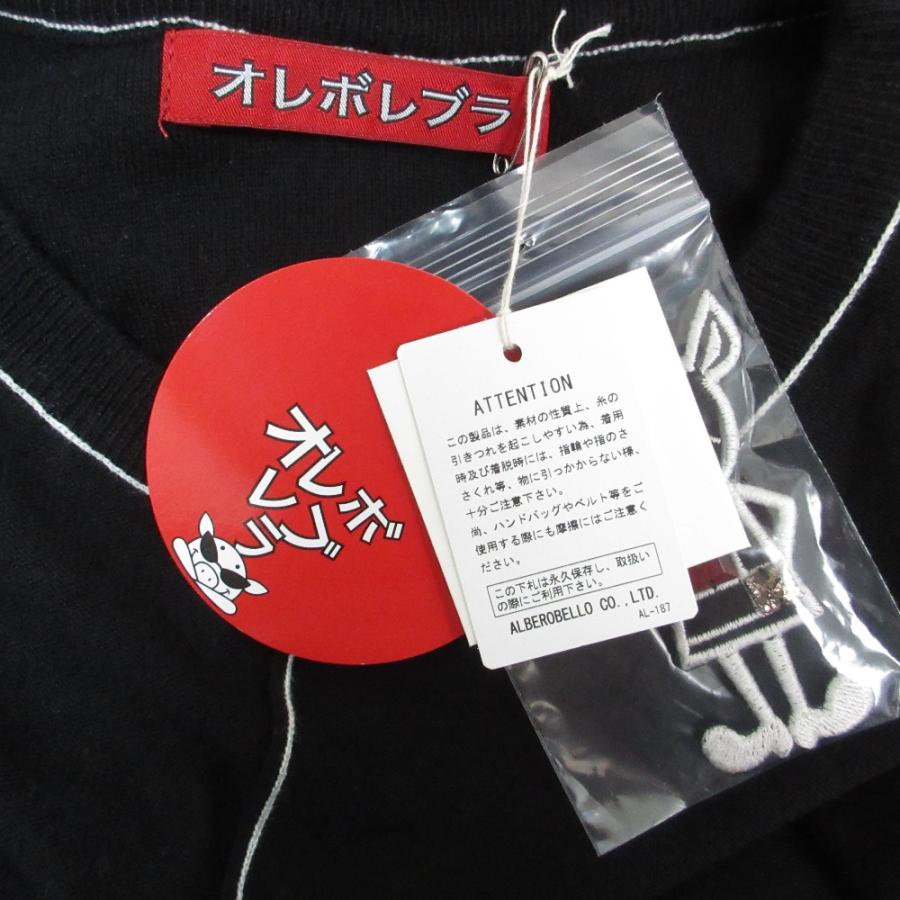 オレボレブラ
オレボ
レブ
ラ
ATTENTION
この製品は、素材の性質上、糸の
引きつれを起こしやすい為、着用
時及び着脱時には、指輪や指のさ
さくれ等、物に引っかからない様、
十分ご注意下さい。
尚、ハンドバッグやベルト等をご
使用する際にも摩擦にはご注意く
ださい。
この下札は永久保存し、取扱い
の際にご利用下さい。
ALBEROBELLO CO.,LTD.
AL-187